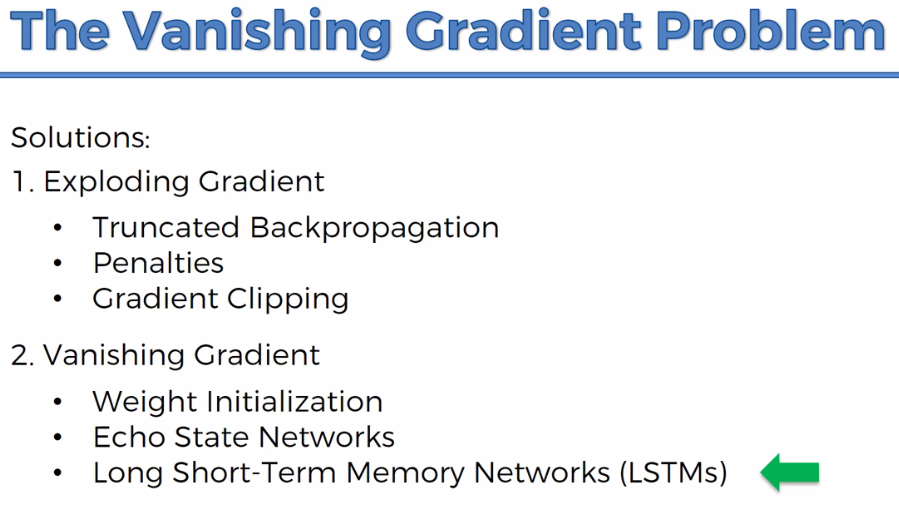 The Vanishing Gradient Problem
Solutions:
1. Exploding Gradient
• Truncated Backpropagation
• Penalties
• Gradient Clipping
2. Vanishing Gradient
• Weight Initialization
• Echo State Networks
• Long Short-Term Memory Networks (LSTMs)